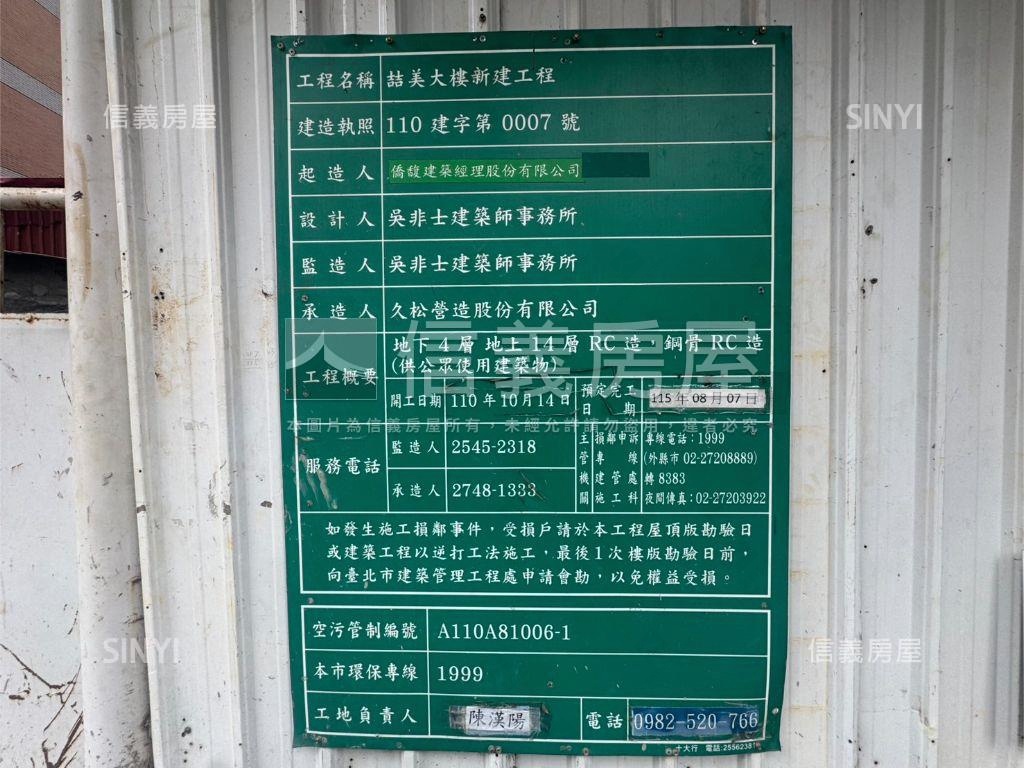 信義房屋
SINYI
工程名稱 喆美大樓新建工程
建造執照 110 建字第 0007 號
起造人 僑馥建築經理股份有限公司
設計人 吳非士建築師事務所
監造人 吳非士建築師事務所
承造人 久松營造股份有限公司
信義房屋
工程概要 地下 4 層 地上 14 層 RC 造，鋼骨 RC 造
(供公眾使用建築物)
開工日期 110 年 10月 14 日 預定完工日期 115 年 08 月 07 日
本圖片為信義房屋所有，未經允許請勿盜用，違者必究
服務電話
監造人 2545-2318
承造人 2748-1333
主管機關
損鄰申訴專線 專線電話：1999
(外縣市 02-27208889)
建管處施工科 轉 8383
夜間傳真：02-27203922
如發生施工損鄰事件，受損戶請於本工程屋頂版勘驗日
或建築工程以逆打工法施工，最後 1 次樓版勘驗日前，
向臺北市建築管理工程處申請會勘，以免權益受損。
空污管制編號 A110A81006-1
本市環保專線 1999
SINYI
信義房屋
工地負責人 陳漢陽 電話 0982-520-766
十大行 電話:2556238